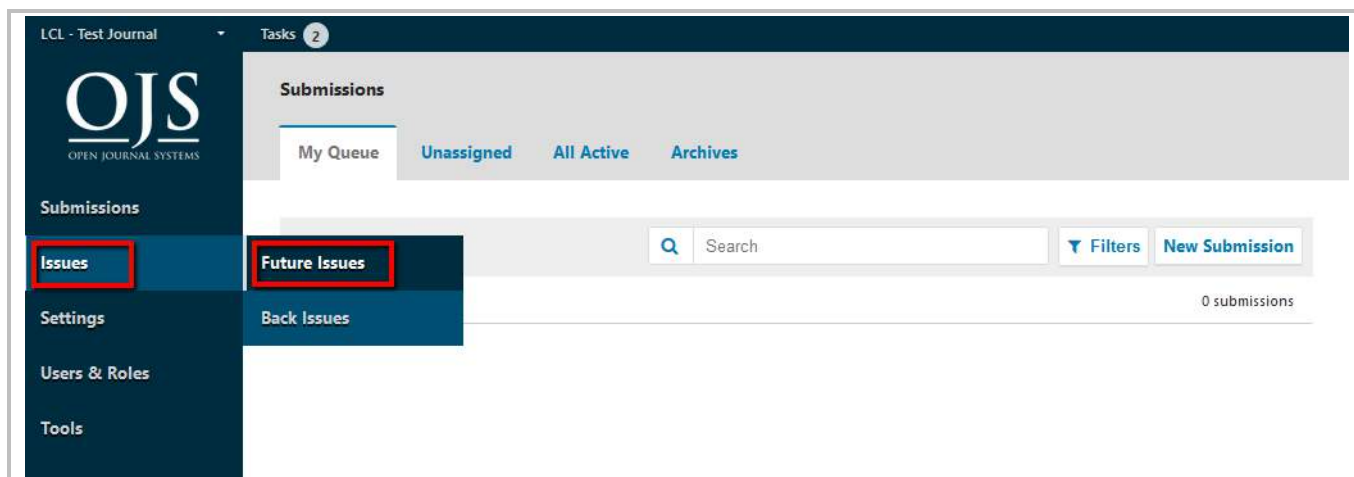 LCL - Test Journal Tasks 2
OJS
OPEN JOURNAL SYSTEMS
Submissions
My Queue Unassigned All Active Archives
Submissions
Issues
Future Issues
Search Filters New Submission
Settings
Back Issues
0 submissions
Users & Roles
Tools